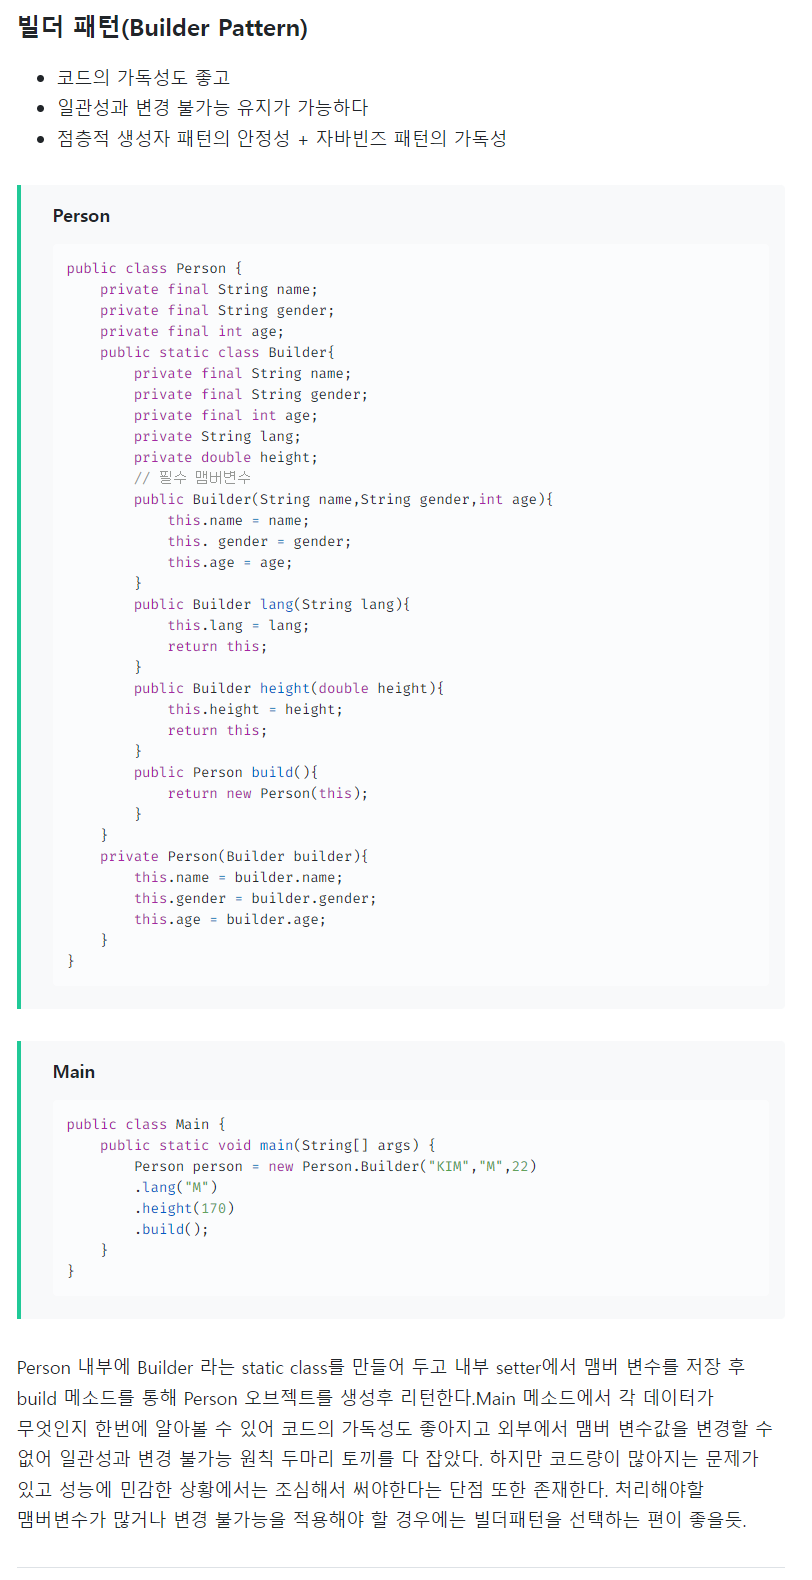 빌더 패턴(Builder Pattern)
코드의 가독성도 좋고
일관성과 변경 불가능 유지가 가능하다
점층적 생성자 패턴의 안정성 + 자바빈즈 패턴의 가독성
Person
public class Person {
    private final String name;
    private final String gender;
    private final int age;
    public static class Builder{
        private final String name;
        private final String gender;
        private final int age;
        private String lang;
        private double height;
        // 필수 맴버변수
        public Builder(String name,String gender,int age){
            this.name = name;
            this. gender = gender;
            this.age = age;
        }
        public Builder lang(String lang){
            this.lang = lang;
            return this;
        }
        public Builder height(double height){
            this.height = height;
            return this;
        }
        public Person build(){
            return new Person(this);
        }
    }
    private Person(Builder builder){
        this.name = builder.name;
        this.gender = builder.gender;
        this.age = builder.age;
    }
}
Main
public class Main {
    public static void main(String[] args) {
        Person person = new Person.Builder("KIM","M",22)
        .lang("M")
        .height(170)
        .build();
    }
}
Person 내부에 Builder 라는 static class를 만들어 두고 내부 setter에서 맴버 변수를 저장 후
build 메소드를 통해 Person 오브젝트를 생성후 리턴한다.Main 메소드에서 각 데이터가
무엇인지 한번에 알아볼 수 있어 코드의 가독성도 좋아지고 외부에서 맴버 변수값을 변경할 수
없어 일관성과 변경 불가능 원칙 두마리 토끼를 다 잡았다. 하지만 코드량이 많아지는 문제가
있고 성능에 민감한 상황에서는 조심해서 써야한다는 단점 또한 존재한다. 처리해야할
맴버변수가 많거나 변경 불가능을 적용해야 할 경우에는 빌더패턴을 선택하는 편이 좋을듯.